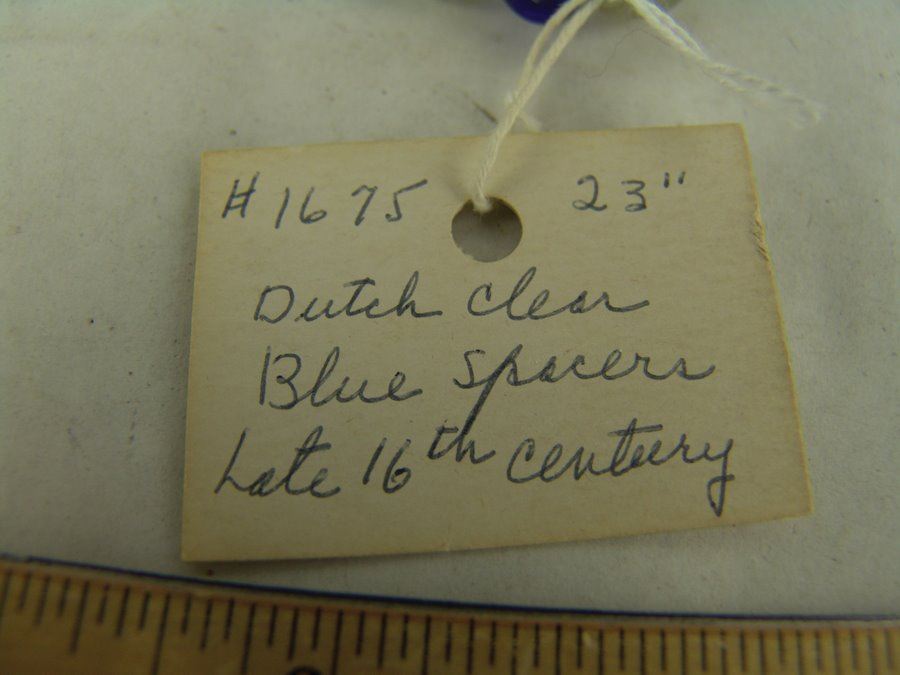 #1675 23"
Dutch clear
Blue Spacers
Late 16th century